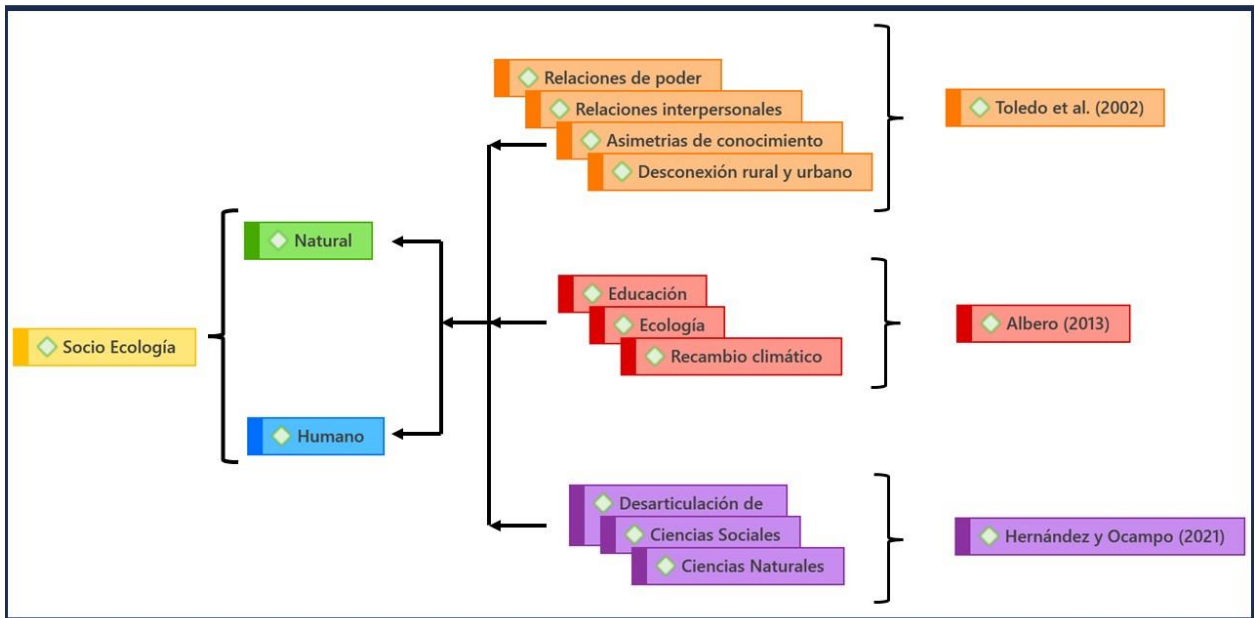 Socio Ecología
Natural
Humano
Relaciones de poder
Relaciones interpersonales
Asimetrias de conocimiento
Desconexión rural y urbano
Toledo et al. (2002)
Educación
Ecología
Recambio climático
Albero (2013)
Desarticulación de
Ciencias Sociales
Ciencias Naturales
Hernández y Ocampo (2021)